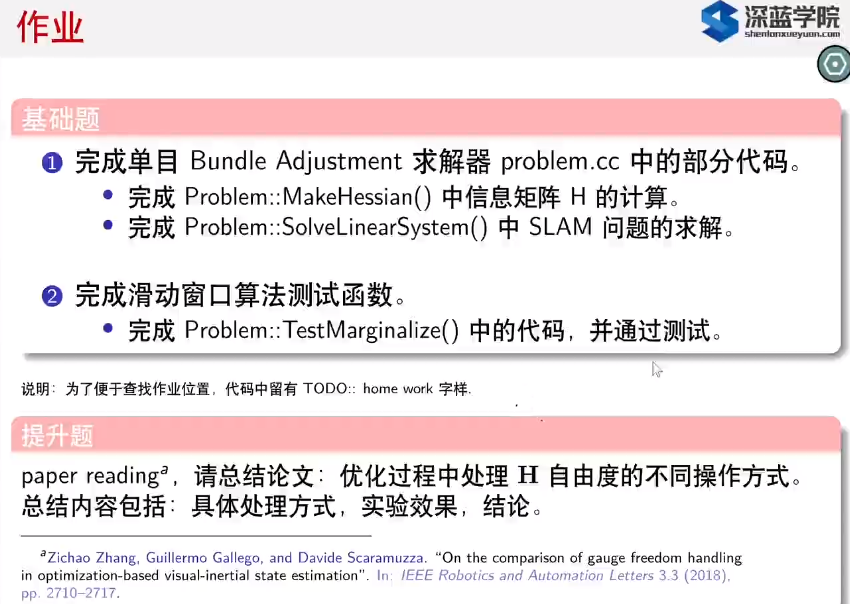 作业
深蓝学院
shenlanxueyuan.com
基础题
1 完成单目 Bundle Adjustment 求解器 problem.cc 中的部分代码。
• 完成 Problem::MakeHessian() 中信息矩阵 H 的计算。
• 完成 Problem::SolveLinearSystem() 中 SLAM 问题的求解。
2 完成滑动窗口算法测试函数。
• 完成 Problem::TestMarginalize() 中的代码，并通过测试。
说明：为了便于查找作业位置，代码中留有 TODO:: home work 字样.
提升题
paper reading^a，请总结论文：优化过程中处理 H 自由度的不同操作方式。
总结内容包括：具体处理方式，实验效果，结论。
^aZichao Zhang, Guillermo Gallego, and Davide Scaramuzza. “On the comparison of gauge freedom handling
in optimization-based visual-inertial state estimation”. In: IEEE Robotics and Automation Letters 3.3 (2018),
pp. 2710–2717.